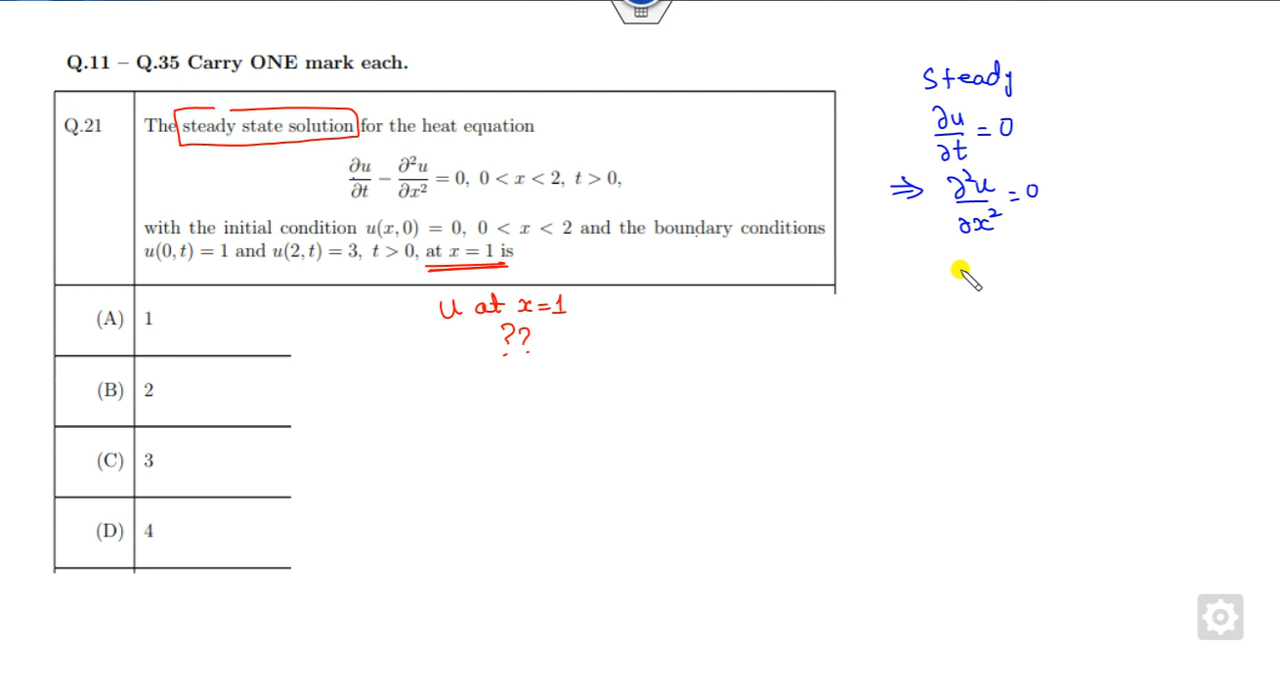 Q.11 – Q.35 Carry ONE mark each.
Q.21 The steady state solution for the heat equation
∂u/∂t − ∂²u/∂x² = 0, 0 < x < 2, t > 0,
with the initial condition u(x, 0) = 0, 0 < x < 2 and the boundary conditions
u(0, t) = 1 and u(2, t) = 3, t > 0, at x = 1 is
(A) 1
(B) 2
(C) 3
(D) 4
u at x=1
??
Steady
∂u/∂t = 0
⇒ ∂²u/∂x² = 0